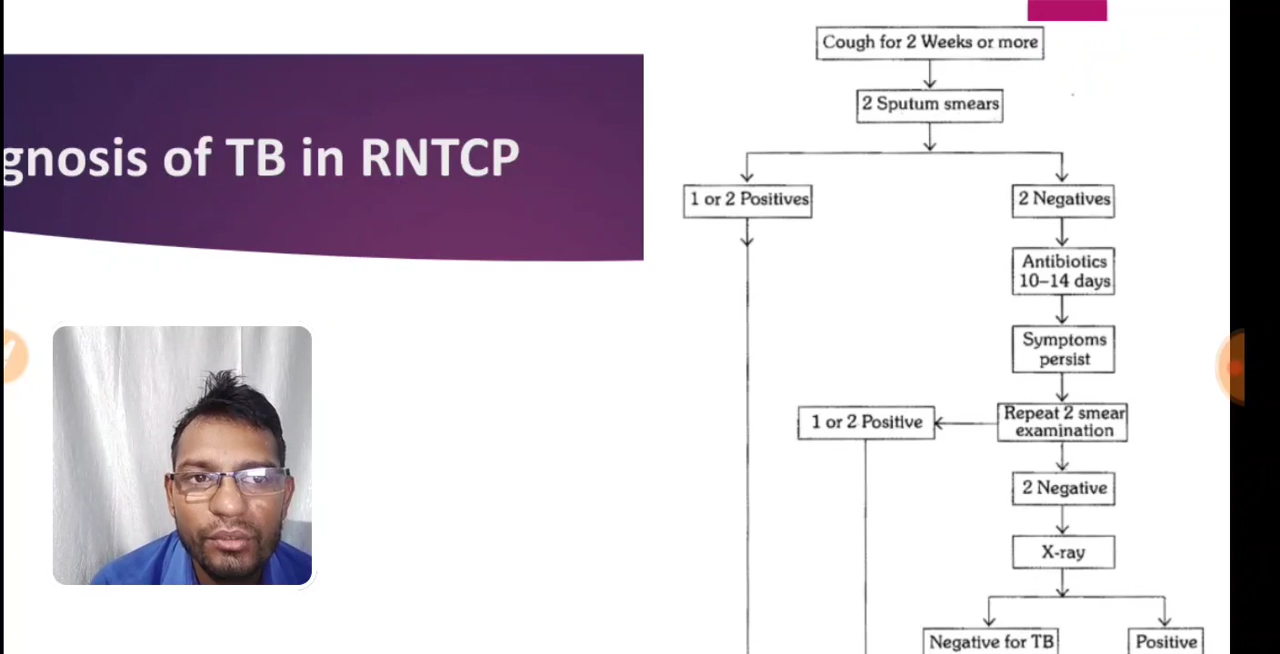 gnosis of TB in RNTCP
Cough for 2 Weeks or more
2 Sputum smears
1 or 2 Positives
2 Negatives
Antibiotics
10–14 days
Symptoms
persist
1 or 2 Positive
Repeat 2 smear
examination
2 Negative
X-ray
Negative for TB
Positive